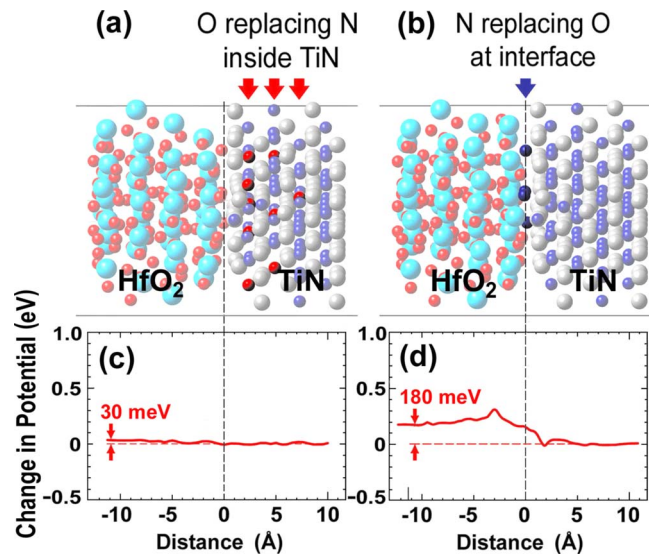 (a) O replacing N
inside TiN
(b) N replacing O
at interface
HfO₂ TiN
HfO₂ TiN
Change in Potential (eV)
1.0
0.5
0
−0.5
(c)
30 meV
-10 -5 0 5 10
Distance (Å)
1.0
0.5
0
−0.5
(d)
180 meV
-10 -5 0 5 10
Distance (Å)